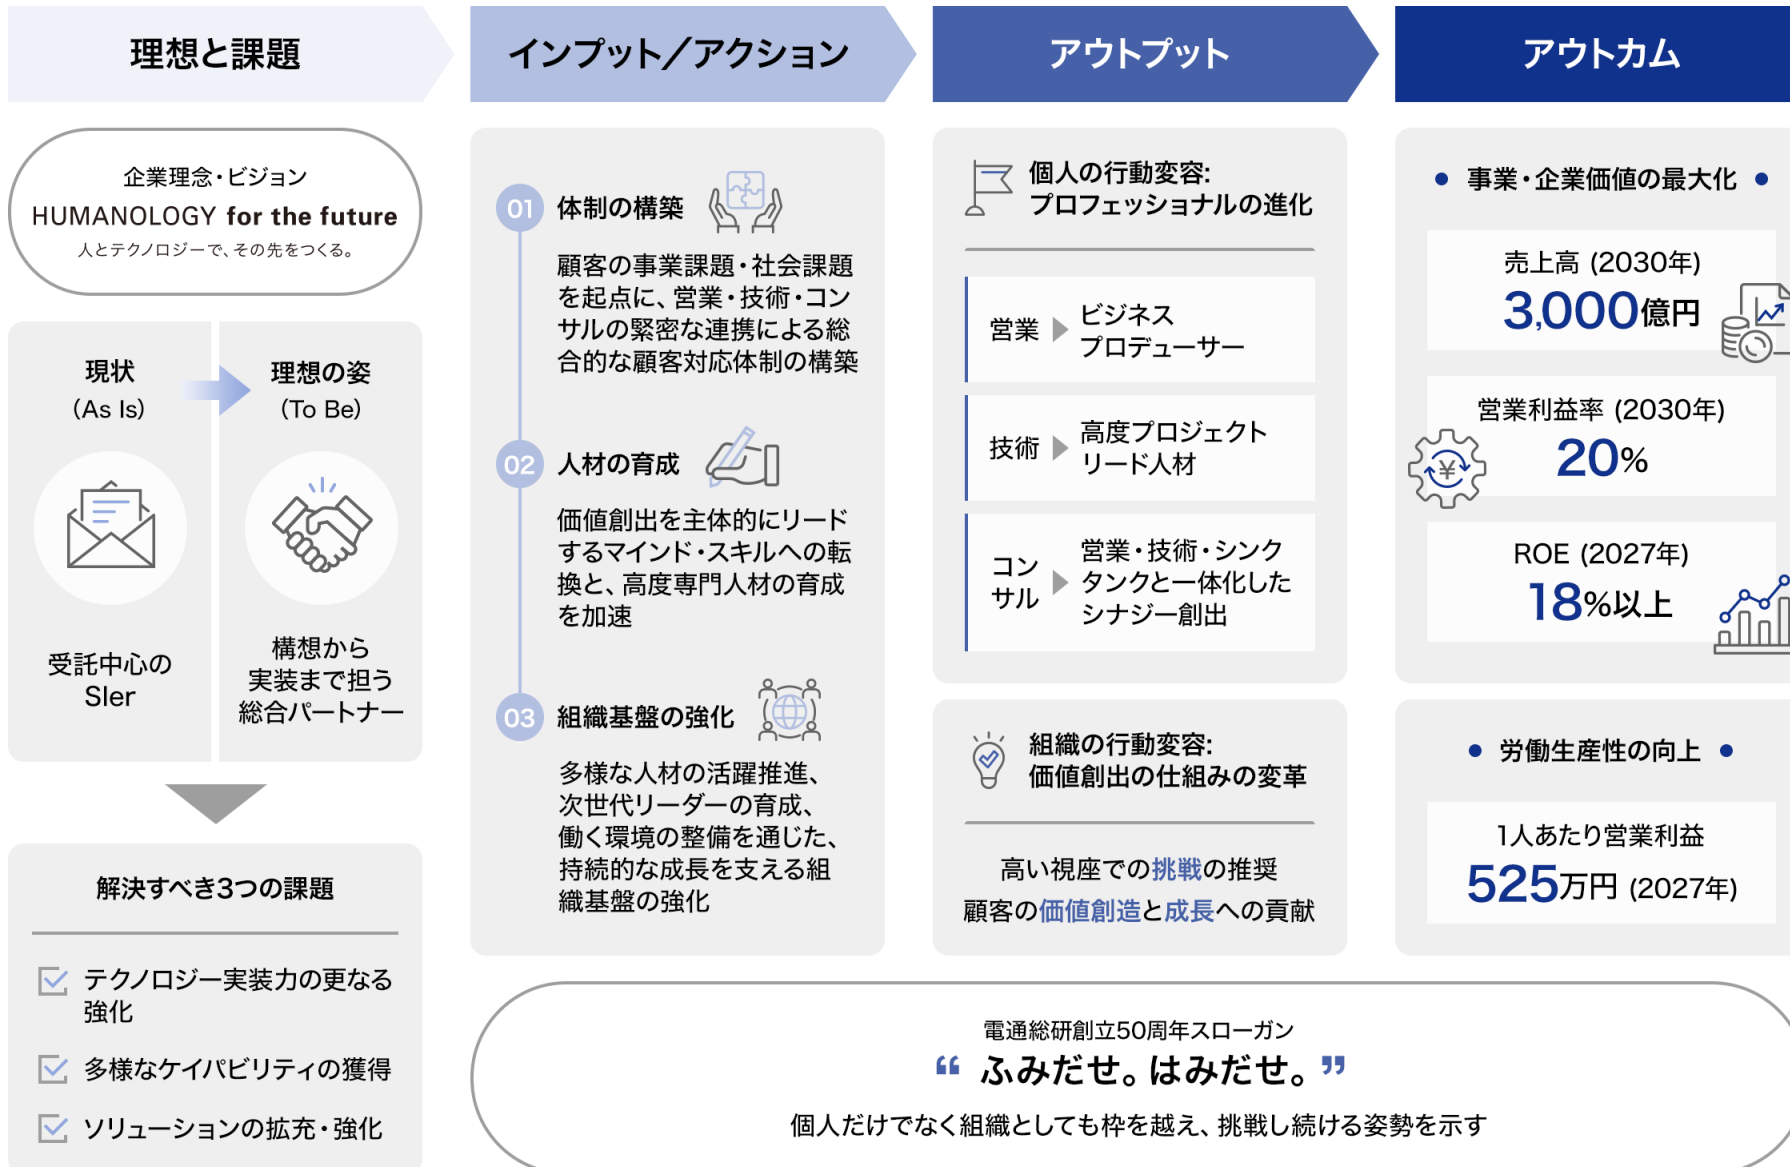 理想と課題
企業理念・ビジョン
HUMANOLOGY for the future
人とテクノロジーで、その先をつくる。
現状
（As Is）
受託中心の
SIer
理想の姿
（To Be）
構想から
実装まで担う
総合パートナー
解決すべき3つの課題
テクノロジー実装力の更なる
強化
多様なケイパビリティの獲得
ソリューションの拡充・強化
インプット／アクション
01 体制の構築
顧客の事業課題・社会課題
を起点に、営業・技術・コン
サルの緊密な連携による総
合的な顧客対応体制の構築
02 人材の育成
価値創出を主体的にリード
するマインド・スキルへの転
換と、高度専門人材の育成
を加速
03 組織基盤の強化
多様な人材の活躍推進、
次世代リーダーの育成、
働く環境の整備を通じた、
持続的な成長を支える組
織基盤の強化
アウトプット
個人の行動変容:
プロフェッショナルの進化
営業
ビジネス
プロデューサー
技術
高度プロジェクト
リード人材
コン
サル
営業・技術・シンク
タンクと一体化した
シナジー創出
組織の行動変容:
価値創出の仕組みの変革
高い視座での挑戦の推奨
顧客の価値創造と成長への貢献
アウトカム
事業・企業価値の最大化
売上高 (2030年)
3,000億円
営業利益率 (2030年)
¥
20%
ROE (2027年)
18%以上
労働生産性の向上
1人あたり営業利益
525万円 (2027年)
電通総研創立50周年スローガン
“ ふみだせ。はみだせ。”
個人だけでなく組織としても枠を越え、挑戦し続ける姿勢を示す